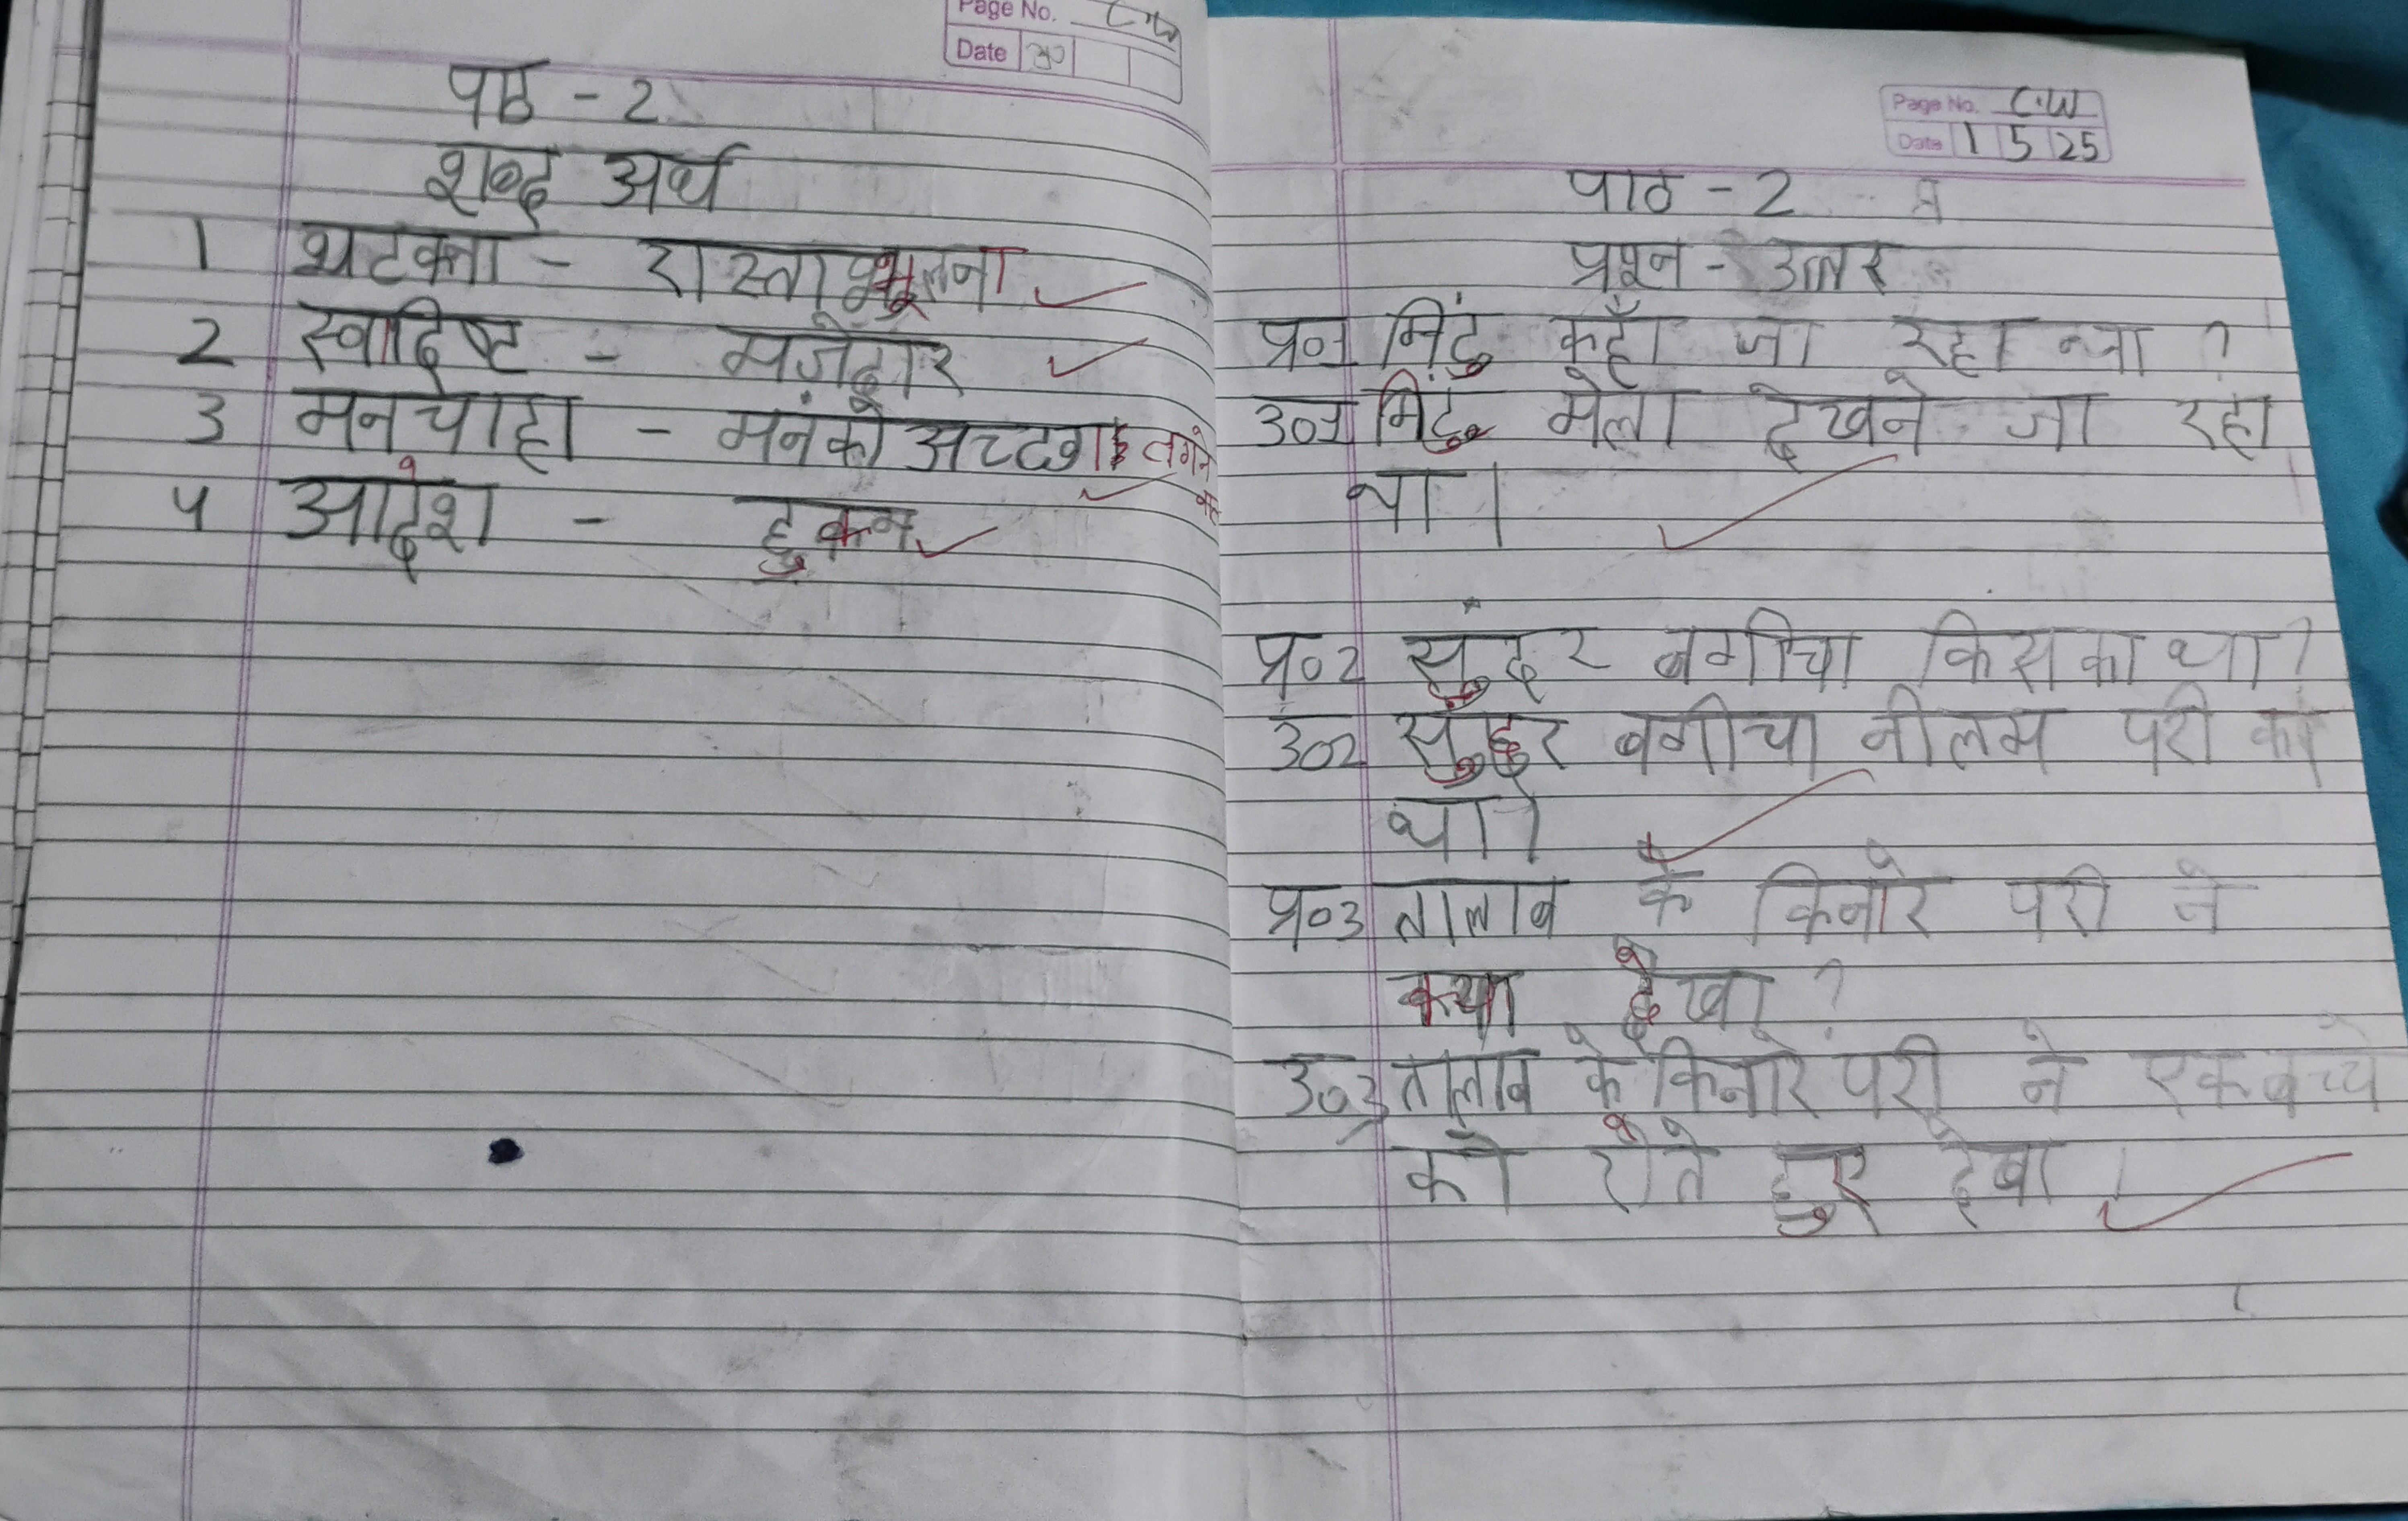 Page No. C.W
Date 30
पाठ - 2
शब्द अर्थ
1 भटकना - रास्ता भूलना
2 स्वादिष्ट - मज़ेदार
3 मनचाहा - मन को अच्छा लगने
4 आदेश - हुक्म
Page No. C.W
Date 1 5 25
पाठ - 2
प्रश्न - उत्तर
प्र०1 मिंटु कहाँ जा रहा था ?
उ०1 मिंटु मेला देखने जा रहा
था |
प्र०2 सुंदर बगीचा किसका था?
उ०2 सुंदर बगीचा नीलम परी का
था।
प्र०3 तालाब के किनारे परी ने
क्या देखा ?
उ०3 तालाब के किनारे परी ने एक बच्चे
को रोते हुए देखा |